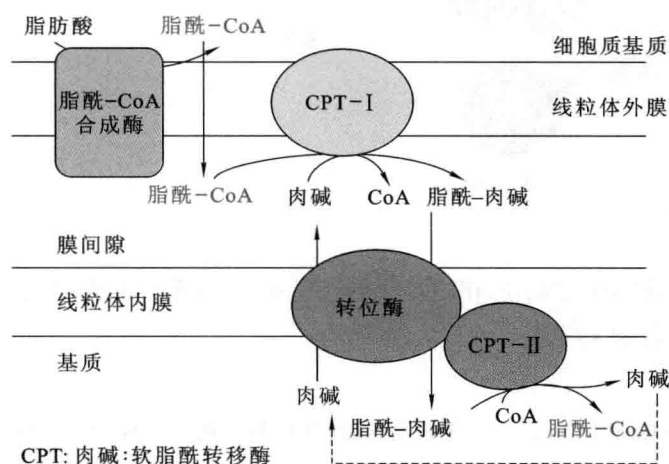 脂肪酸
脂酰-CoA
细胞质基质
脂酰-CoA
合成酶
CPT-Ⅰ
线粒体外膜
脂酰-CoA
肉碱
CoA
脂酰-肉碱
膜间隙
线粒体内膜
转位酶
CPT-Ⅱ
基质
肉碱
肉碱
CoA
脂酰-肉碱
脂酰-CoA
CPT: 肉碱:软脂酰转移酶